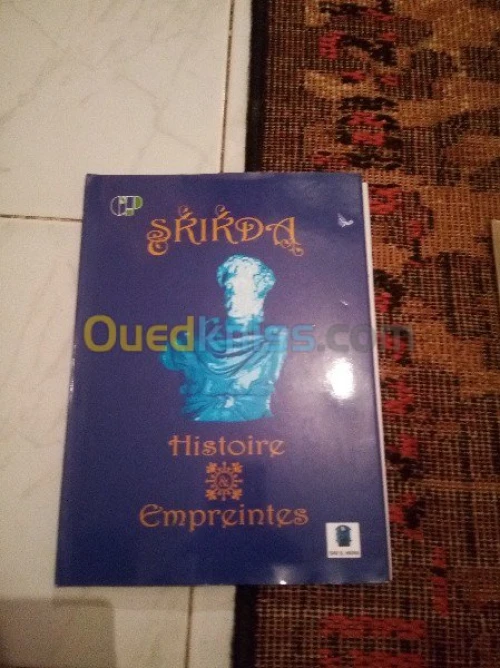 SKIKDA
Ouedkniss.com
Histoire
&
Empreintes